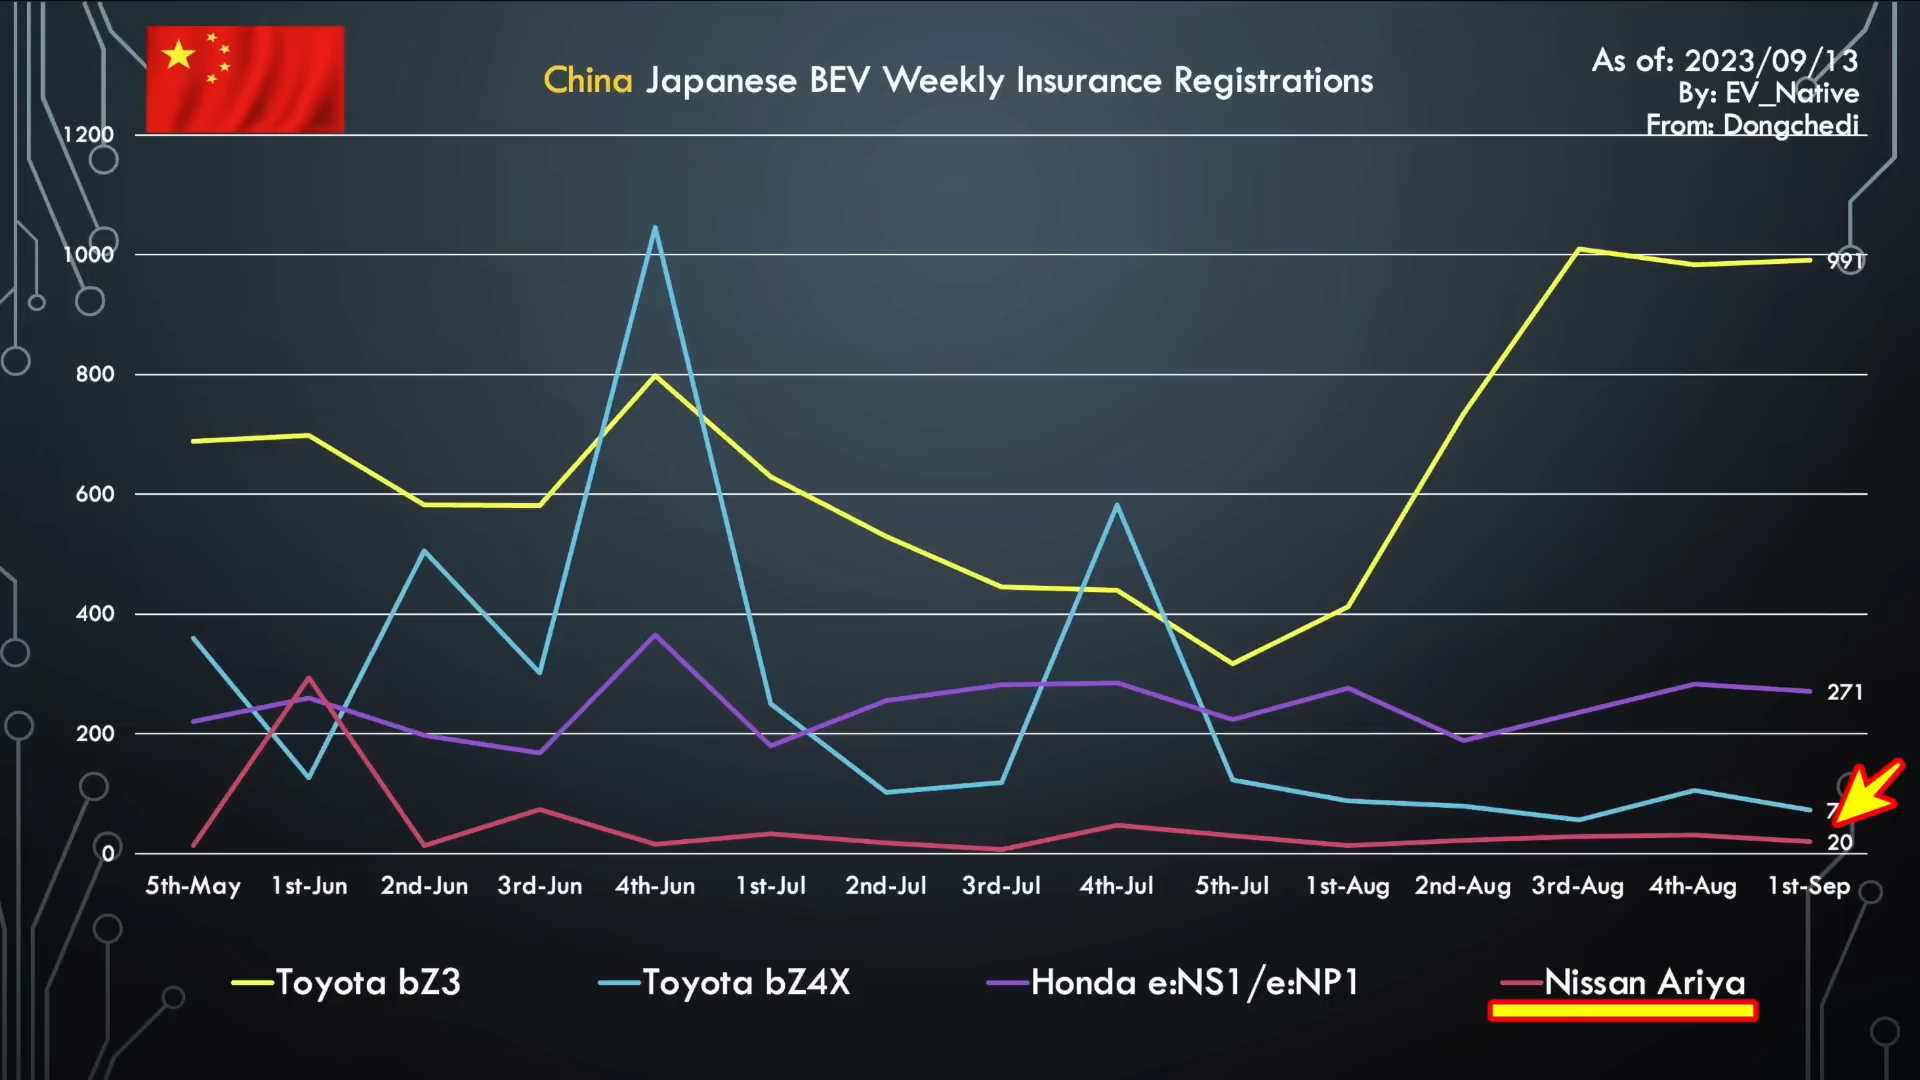 China Japanese BEV Weekly Insurance Registrations
As of: 2023/09/13
By: EV_Native
From: Dongchedi
1200
1000
800
600
400
200
0
991
271
20
5th-May 1st-Jun 2nd-Jun 3rd-Jun 4th-Jun 1st-Jul 2nd-Jul 3rd-Jul 4th-Jul 5th-Jul 1st-Aug 2nd-Aug 3rd-Aug 4th-Aug 1st-Sep
Toyota bZ3 Toyota bZ4X Honda e:NS1/e:NP1 Nissan Ariya